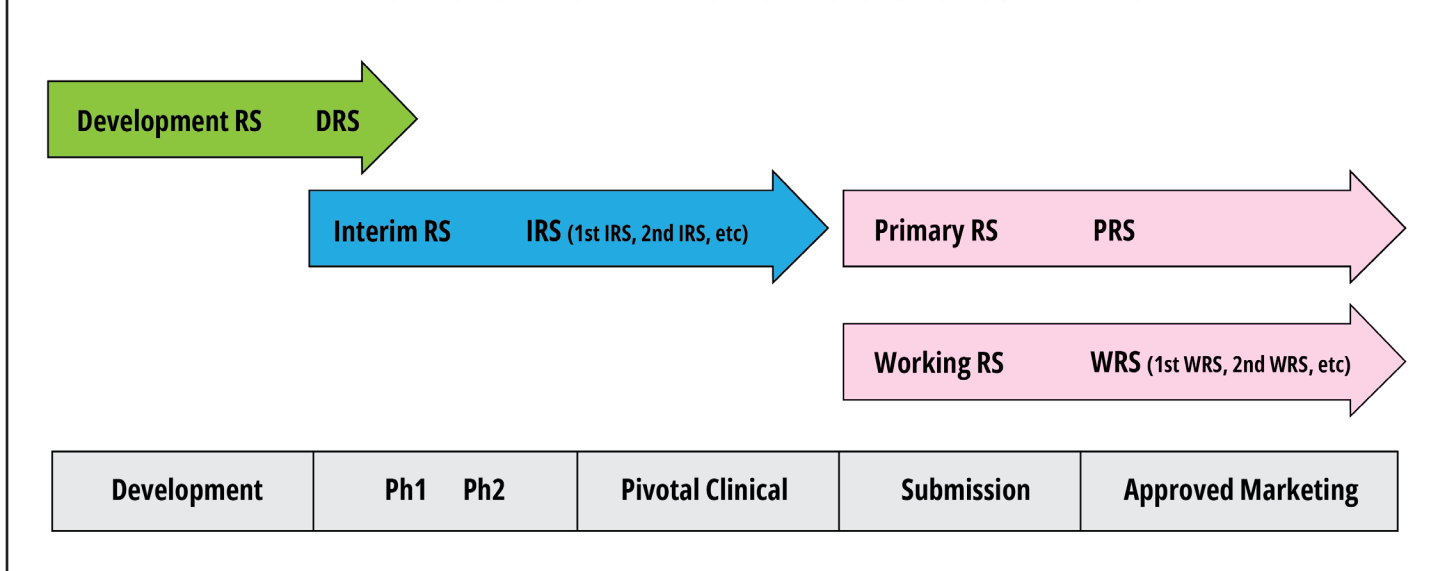 Development RS DRS
Interim RS IRS (1st IRS, 2nd IRS, etc)
Primary RS PRS
Working RS WRS (1st WRS, 2nd WRS, etc)
Development Ph1 Ph2 Pivotal Clinical Submission Approved Marketing